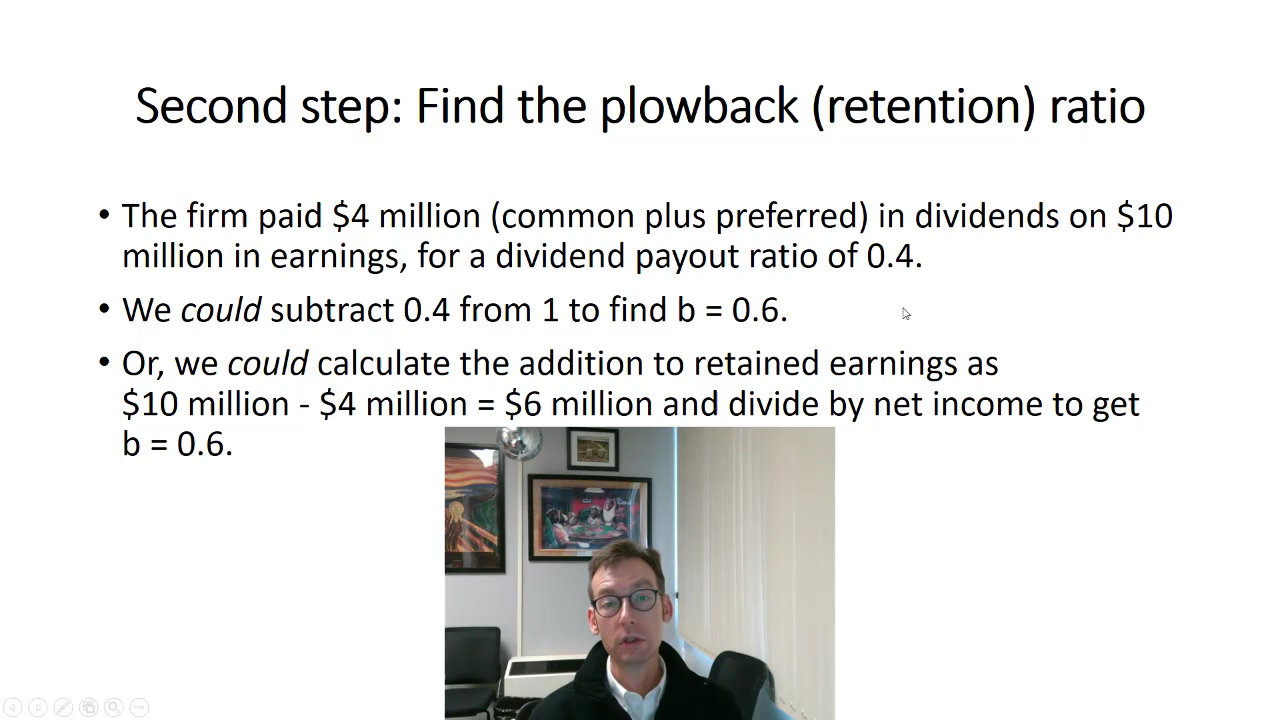 Second step: Find the plowback (retention) ratio
• The firm paid $4 million (common plus preferred) in dividends on $10
million in earnings, for a dividend payout ratio of 0.4.
• We could subtract 0.4 from 1 to find b = 0.6.
• Or, we could calculate the addition to retained earnings as
$10 million - $4 million = $6 million and divide by net income to get
b = 0.6.